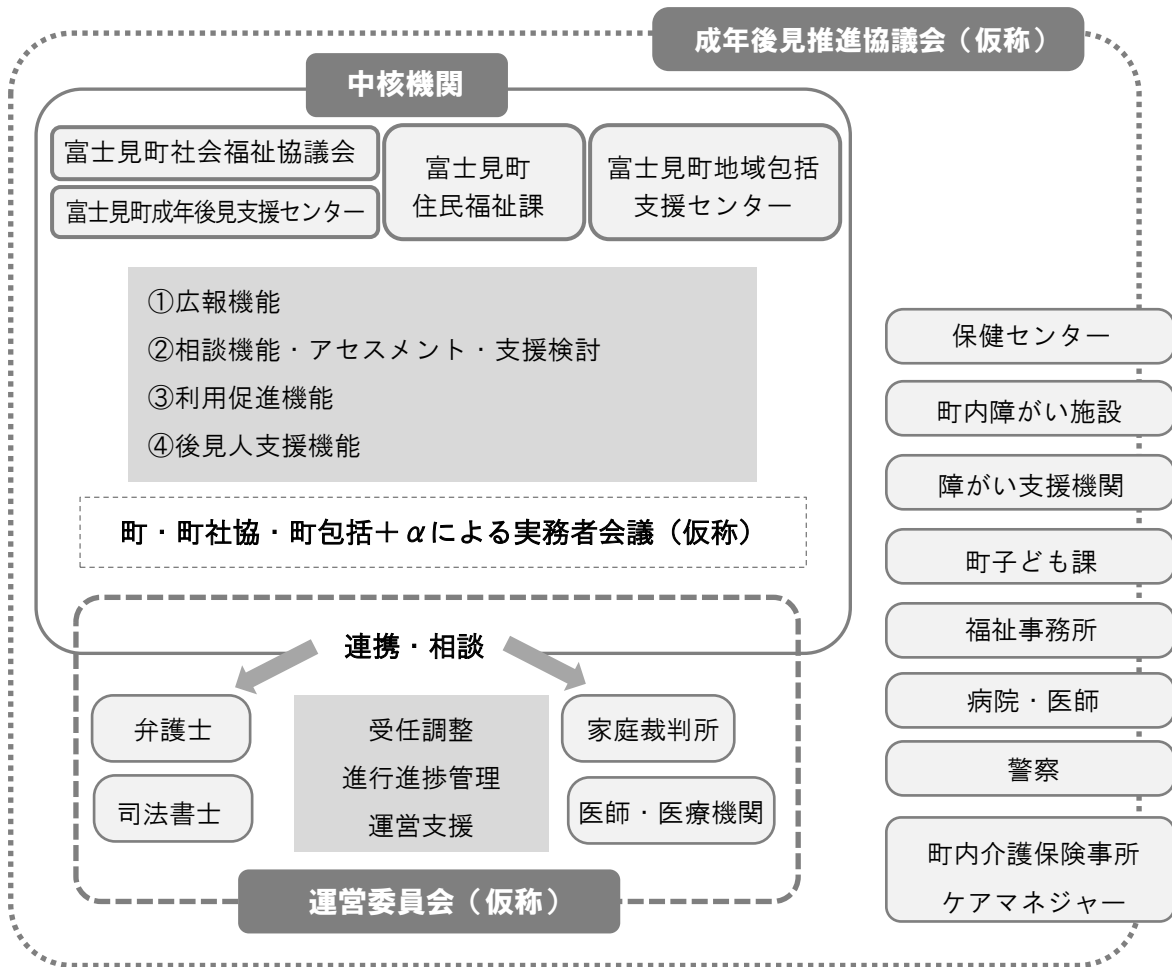 成年後見推進協議会（仮称）
中核機関
富士見町社会福祉協議会
富士見町成年後見支援センター
富士見町
住民福祉課
富士見町地域包括
支援センター
①広報機能
②相談機能・アセスメント・支援検討
③利用促進機能
④後見人支援機能
町・町社協・町包括＋αによる実務者会議（仮称）
連携・相談
弁護士
司法書士
受任調整
進行進捗管理
運営支援
家庭裁判所
医師・医療機関
運営委員会（仮称）
保健センター
町内障がい施設
障がい支援機関
町子ども課
福祉事務所
病院・医師
警察
町内介護保険事所
ケアマネジャー